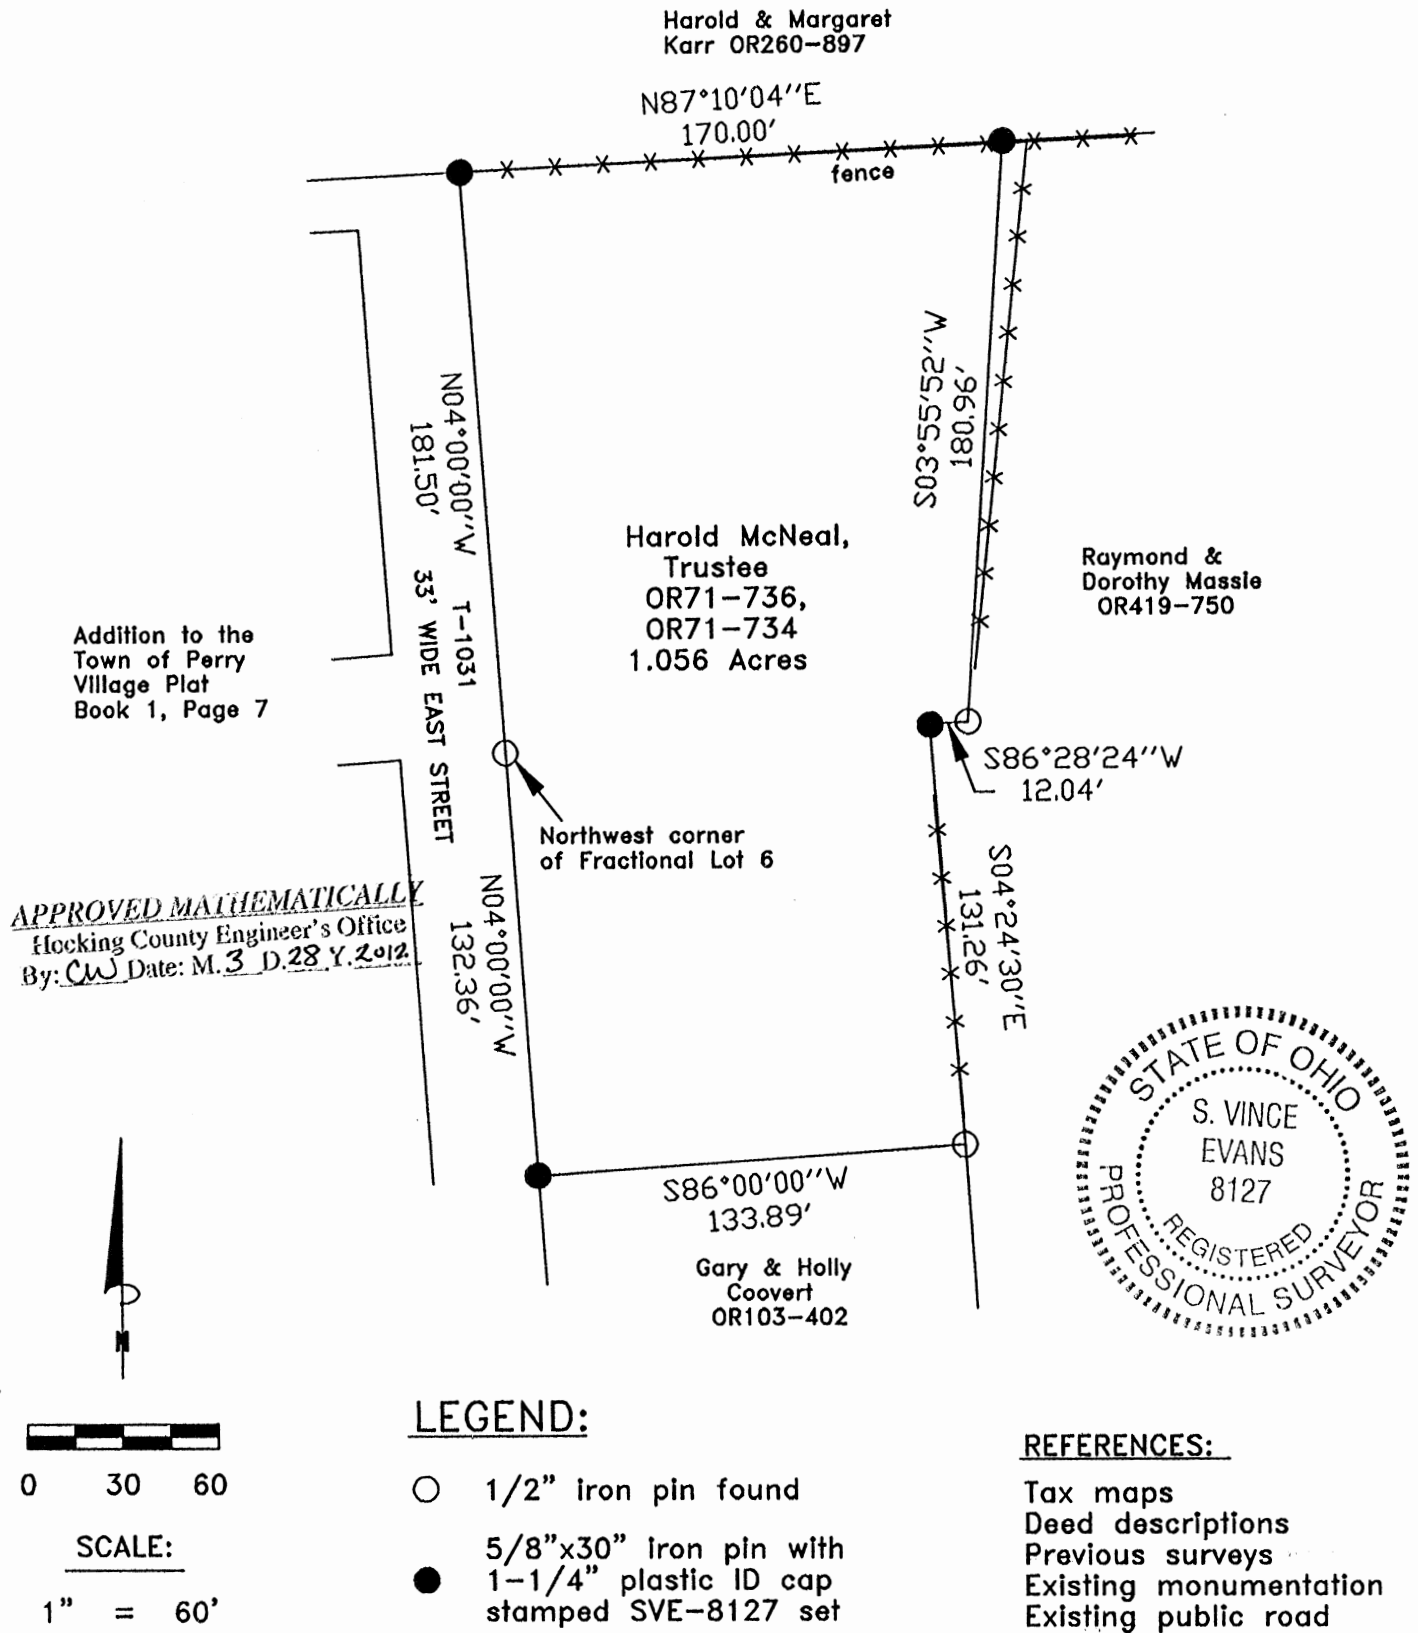 Harold & Margaret
Karr OR260-897
N87°10'04"E
170.00'
fence
N04°00'00"W
181.50'
T-1031
33' WIDE EAST STREET
S03°55'52"W
180.96'
Harold McNeal,
Trustee
OR71-736,
OR71-734
1.056 Acres
Raymond &
Dorothy Massie
OR419-750
Addition to the
Town of Perry
Village Plat
Book 1, Page 7
S86°28'24"W
12.04'
Northwest corner
of Fractional Lot 6
N04°00'00"W
132.36'
S04°24'30"E
131.26'
APPROVED MATHEMATICALLY
Hocking County Engineer's Office
By: CW Date: M.3 D.28 Y.2012
S86°00'00"W
133.89'
Gary & Holly
Coovert
OR103-402
STATE OF OHIO
S. VINCE
EVANS
8127
REGISTERED
PROFESSIONAL SURVEYOR
N
0 30 60
SCALE:
1" = 60'
LEGEND:
1/2" iron pin found
5/8"x30" iron pin with
1-1/4" plastic ID cap
stamped SVE-8127 set
REFERENCES:
Tax maps
Deed descriptions
Previous surveys
Existing monumentation
Existing public road